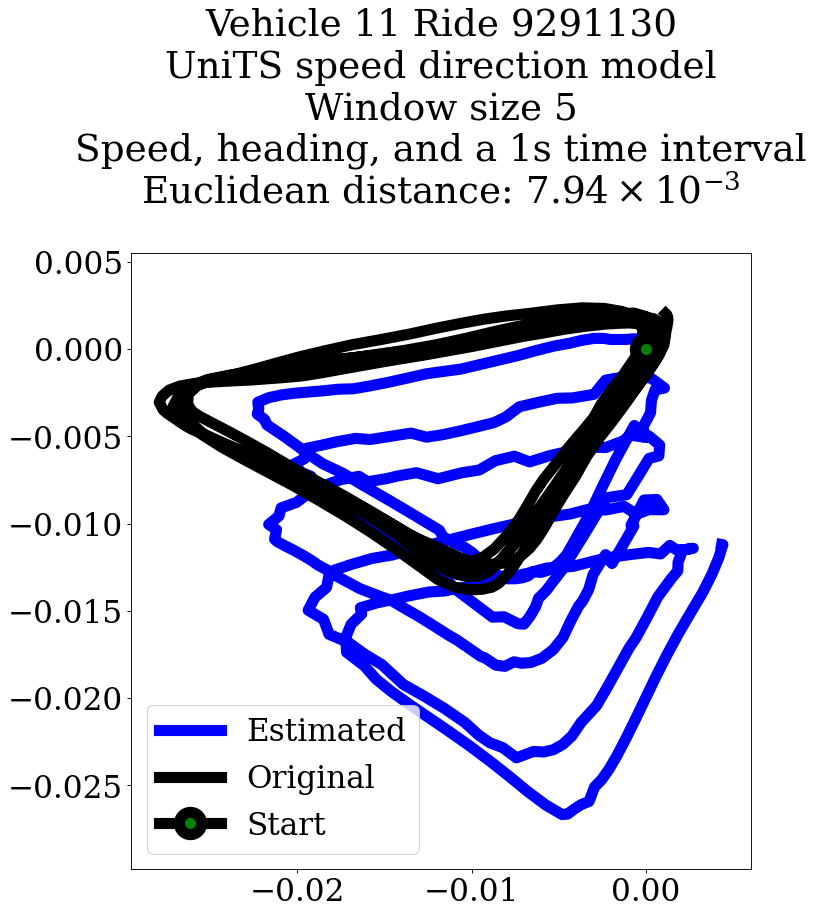 Vehicle 11 Ride 9291130
UniTS speed direction model
Window size 5
Speed, heading, and a 1s time interval
Euclidean distance: 7.94 × 10⁻³
0.005
0.000
−0.005
−0.010
−0.015
−0.020
−0.025
Estimated
Original
Start
−0.02 −0.01 0.00